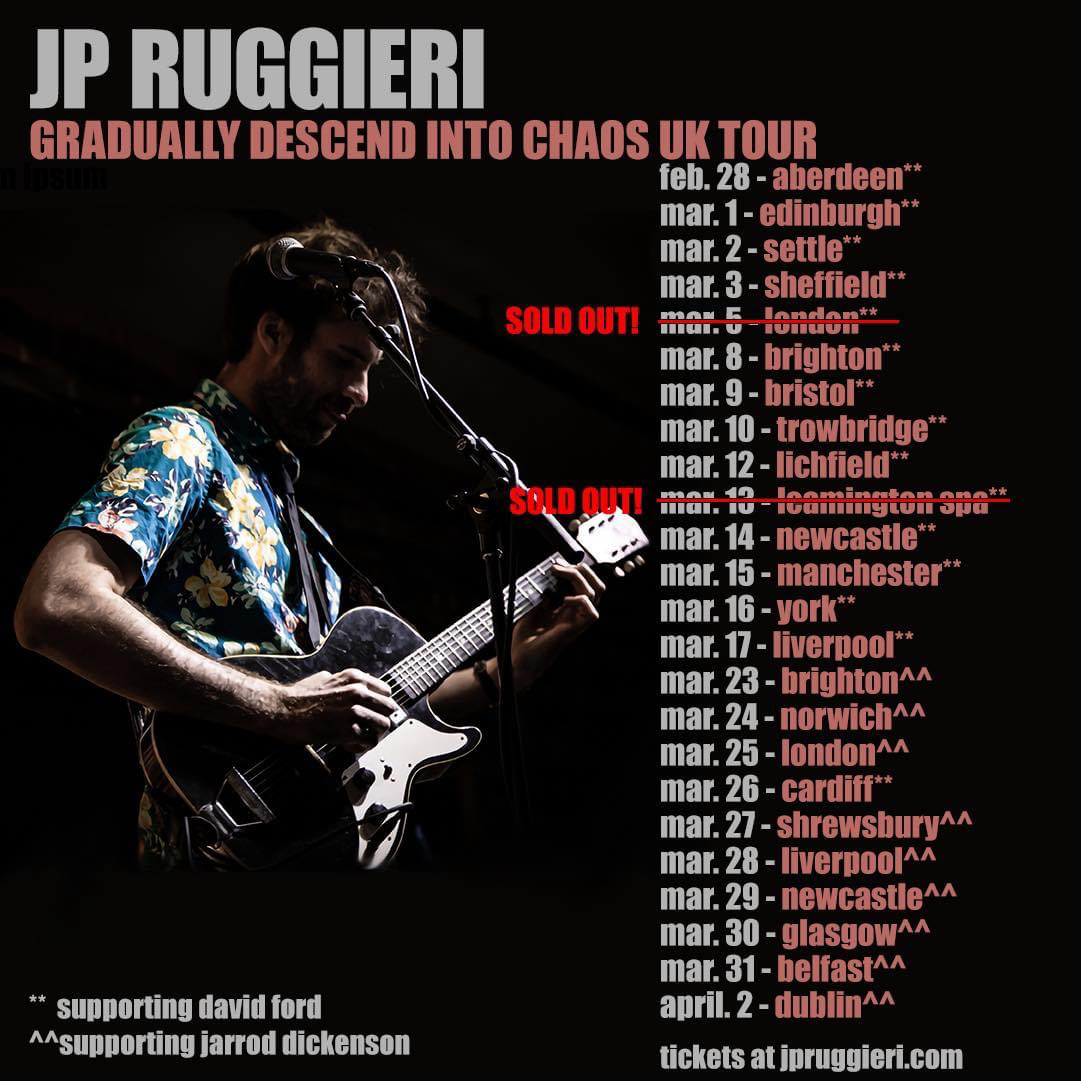 JP RUGGIERI
GRADUALLY DESCEND INTO CHAOS UK TOUR
m Ipsum
feb. 28 - aberdeen**
mar. 1 - edinburgh**
mar. 2 - settle**
mar. 3 - sheffield**
SOLD OUT! mar. 5 - london**
mar. 8 - brighton**
mar. 9 - bristol**
mar. 10 - trowbridge**
mar. 12 - lichfield**
SOLD OUT! mar. 13 - leamington spa**
mar. 14 - newcastle**
mar. 15 - manchester**
mar. 16 - york**
mar. 17 - liverpool**
mar. 23 - brighton^^
mar. 24 - norwich^^
mar. 25 - london^^
mar. 26 - cardiff**
mar. 27 - shrewsbury^^
mar. 28 - liverpool^^
mar. 29 - newcastle^^
mar. 30 - glasgow^^
mar. 31 - belfast^^
april. 2 - dublin^^
** supporting david ford
^^supporting jarrod dickenson
tickets at jpruggieri.com